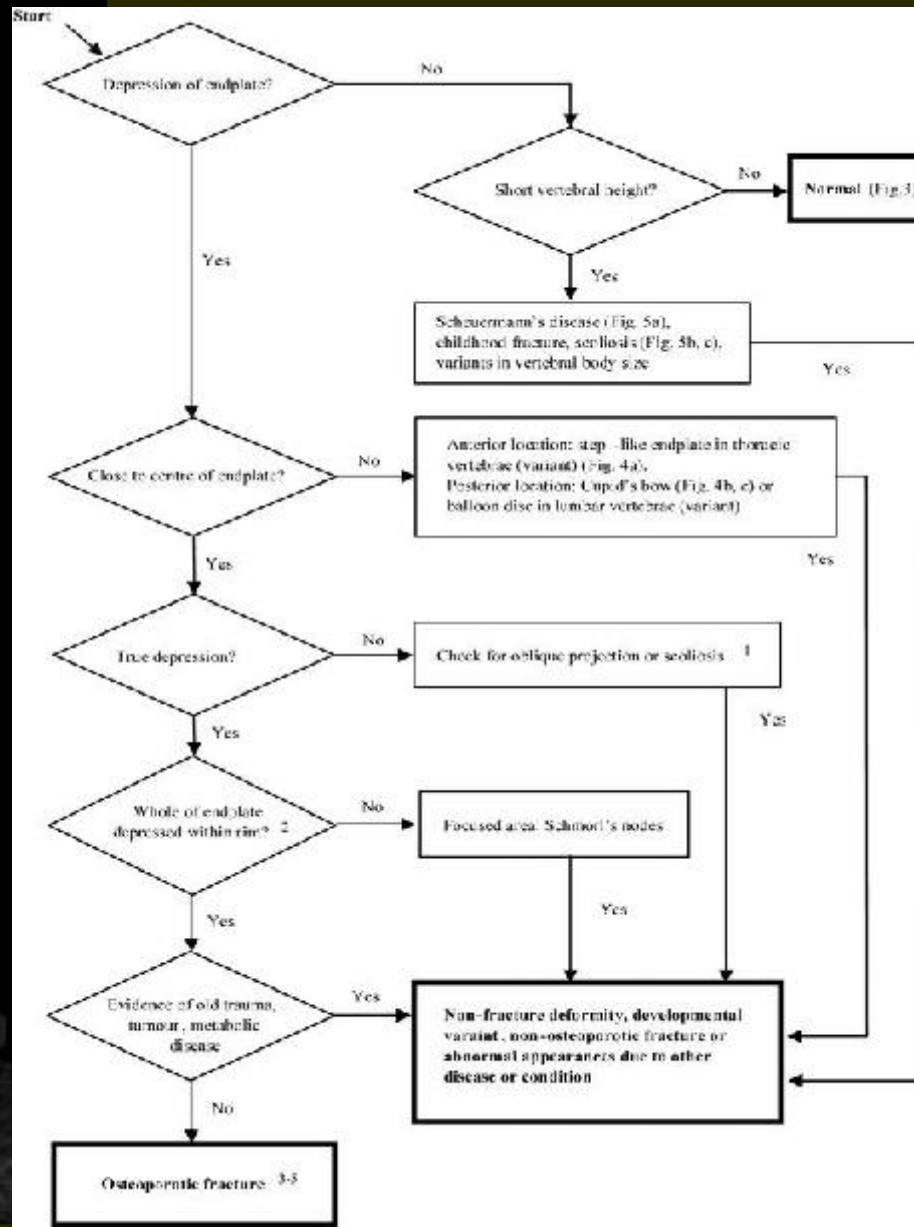 Start
Depression of endplate?
No
Short vertebral height?
No
Normal (Fig.3)
Yes
Yes
Scheuermann's disease (Fig. 5a),
childhood fracture, scoliosis (Fig. 5b, c),
variants in vertebral body size
Yes
Close to centre of endplate?
No
Anterior location: step-like endplate in thoracic
vertebrae (variant) (Fig. 4a).
Posterior location: Cupid's bow (Fig. 4b, c) or
balloon disc in lumbar vertebrae (variant)
Yes
Yes
True depression?
No
Check for oblique projection or scoliosis 1
Yes
Yes
Whole of endplate
depressed within rim? 2
No
Focused area: Schmorl's nodes
Yes
Yes
Evidence of old trauma,
tumour, metabolic
disease
Yes
Non-fracture deformity, developmental
varaint, non-osteoporotic fracture or
abnormal appearances due to other
disease or condition
No
Osteoporotic fracture 3-5